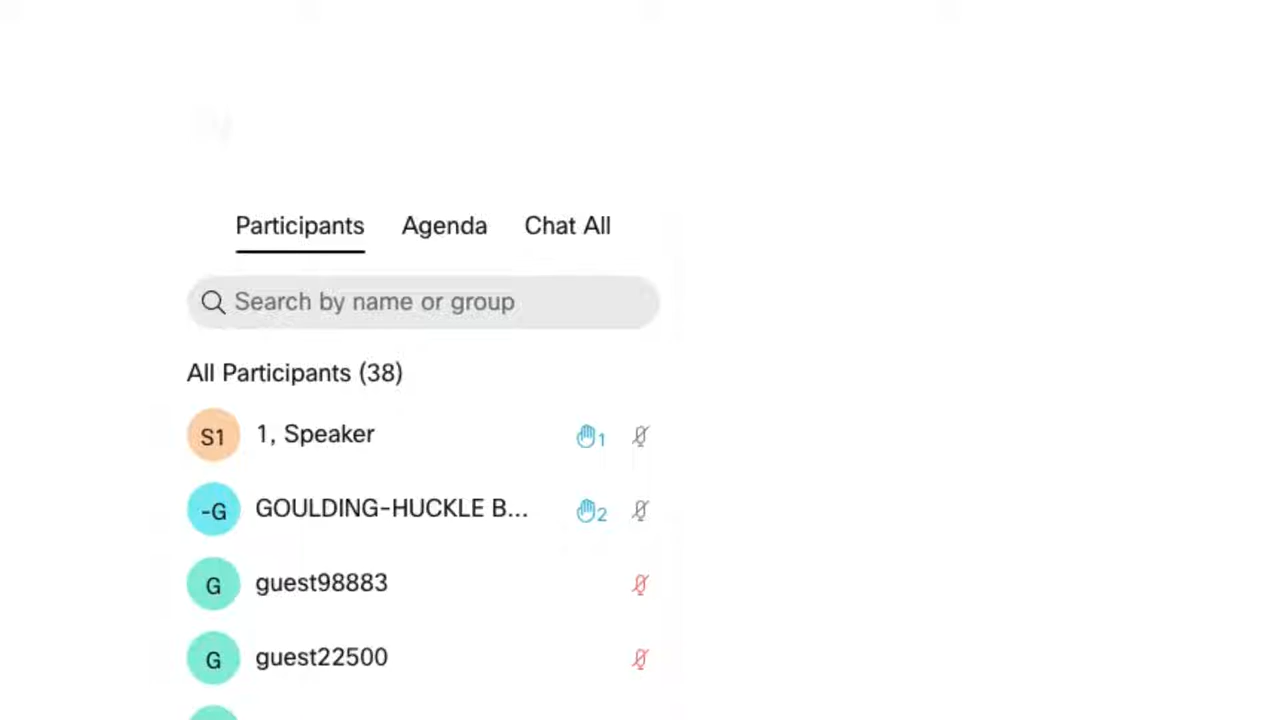 Participants Agenda Chat All
Search by name or group
All Participants (38)
S1 1, Speaker 1
-G GOULDING-HUCKLE B... 2
G guest98883
G guest22500